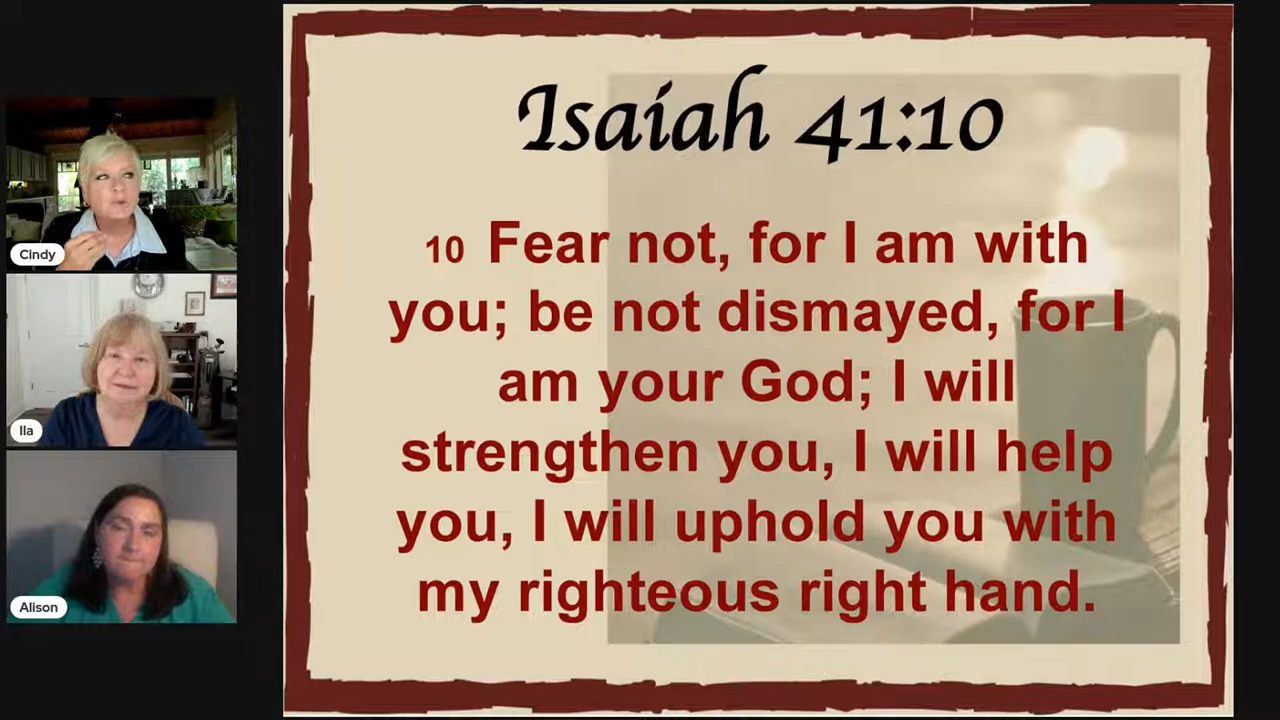 Isaiah 41:10
10 Fear not, for I am with
you; be not dismayed, for I
am your God; I will
strengthen you, I will help
you, I will uphold you with
my righteous right hand.
Cindy
Ila
Alison